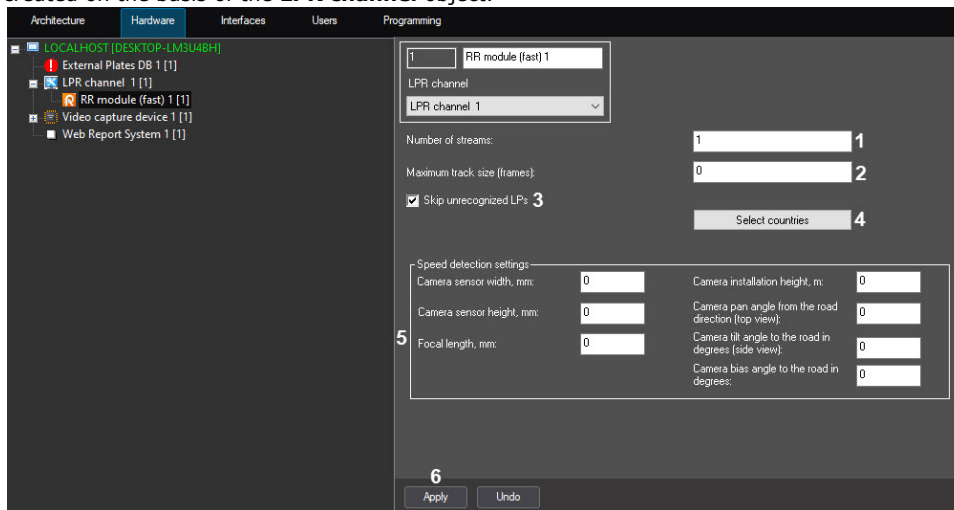 created on the basis of the LPR channel object.
Architecture Hardware Interfaces Users Programming
LOCALHOST [DESKTOP-LM3U4BH]
External Plates DB 1 [1]
LPR channel 1 [1]
RR module (fast) 1 [1]
Video capture device 1 [1]
Web Report System 1 [1]
1 RR module (fast) 1
LPR channel
LPR channel 1
Number of streams: 1 1
Maximum track size (frames): 0 2
Skip unrecognized LPs 3
Select countries 4
Speed detection settings
Camera sensor width, mm: 0 Camera installation height, m: 0
Camera sensor height, mm: 0 Camera pan angle from the road
direction (top view): 0
5 Focal length, mm: 0 Camera tilt angle to the road in
degrees (side view): 0
Camera bias angle to the road in
degrees: 0
6
Apply Undo